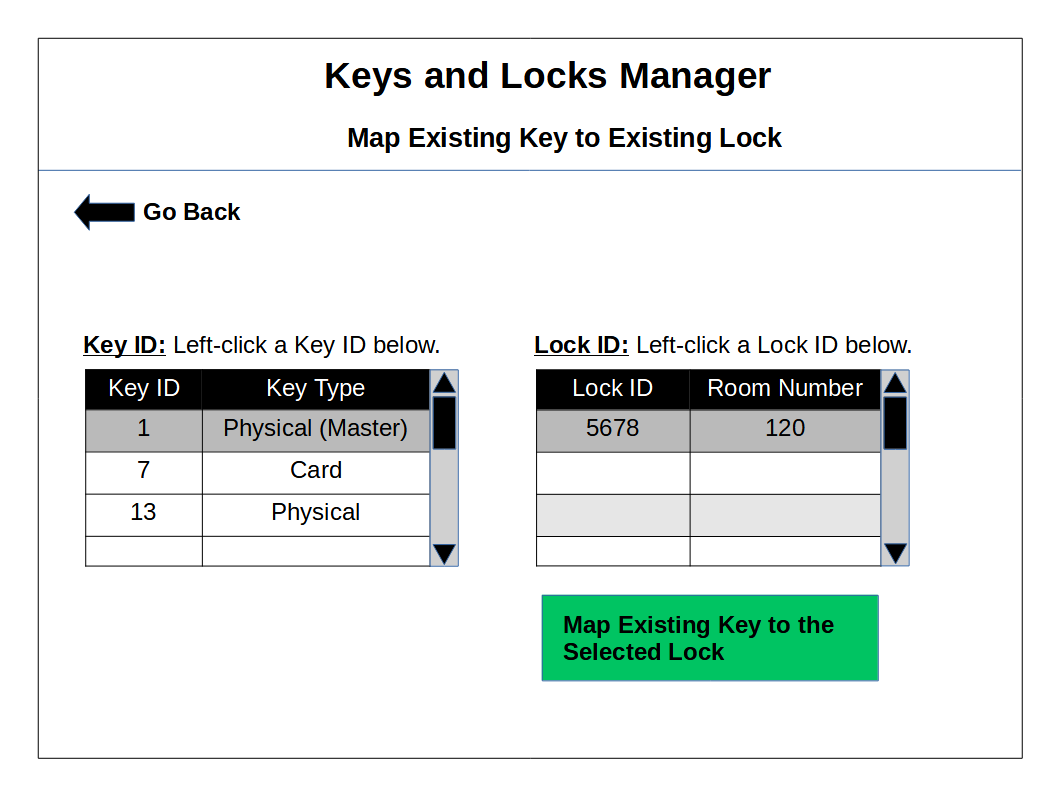 Keys and Locks Manager
Map Existing Key to Existing Lock
Go Back
Key ID: Left-click a Key ID below.
Key ID Key Type
1 Physical (Master)
7 Card
13 Physical
Lock ID: Left-click a Lock ID below.
Lock ID Room Number
5678 120
Map Existing Key to the
Selected Lock